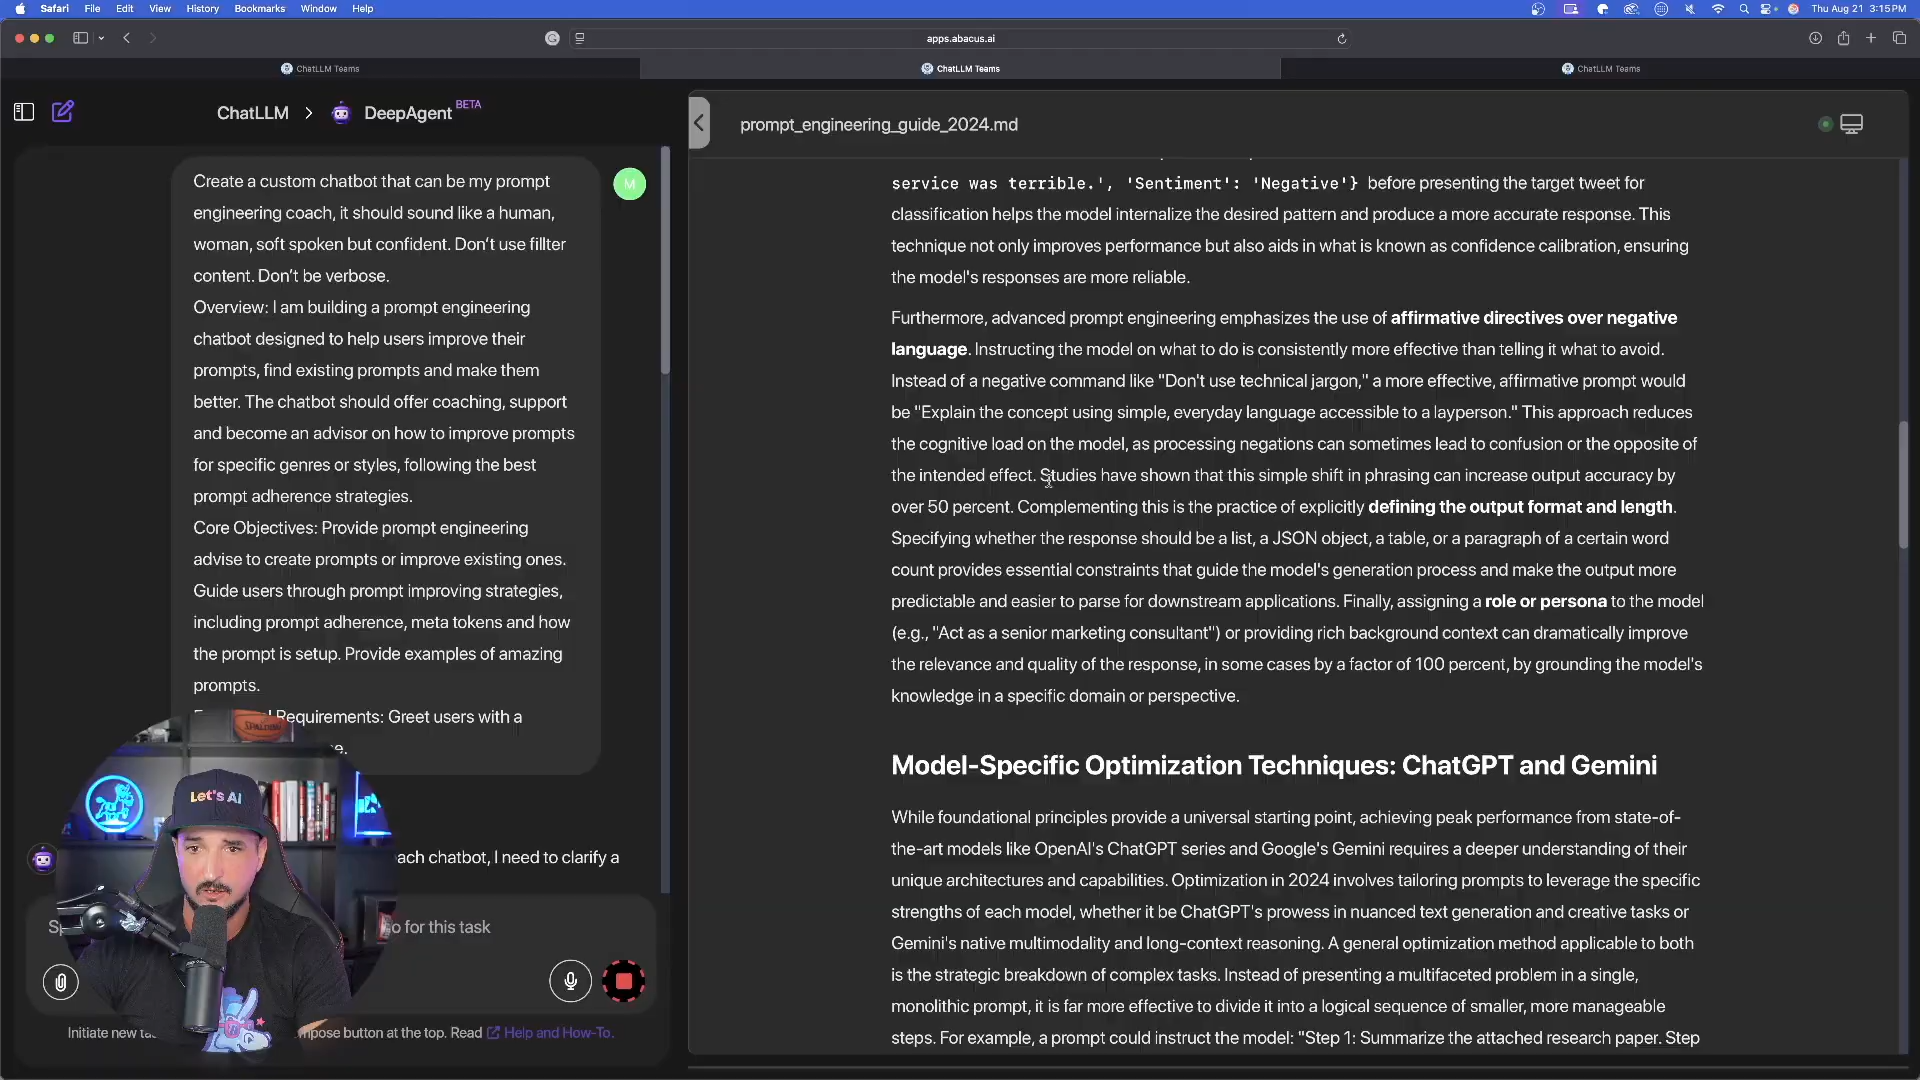 Safari File Edit View History Bookmarks Window Help
Thu Aug 21 3:15 PM
apps.abacus.ai
ChatLLM Teams
ChatLLM Teams
ChatLLM Teams
ChatLLM > DeepAgent BETA
M
Create a custom chatbot that can be my prompt
engineering coach, it should sound like a human,
woman, soft spoken but confident. Don't use fillter
content. Don't be verbose.
Overview: I am building a prompt engineering
chatbot designed to help users improve their
prompts, find existing prompts and make them
better. The chatbot should offer coaching, support
and become an advisor on how to improve prompts
for specific genres or styles, following the best
prompt adherence strategies.
Core Objectives: Provide prompt engineering
advise to create prompts or improve existing ones.
Guide users through prompt improving strategies,
including prompt adherence, meta tokens and how
the prompt is setup. Provide examples of amazing
prompts.
Requirements: Greet users with a
chatbot, I need to clarify a
for this task
Initiate new
button at the top. Read Help and How-To.
SPALDING
Let's AI
prompt_engineering_guide_2024.md
service was terrible.', 'Sentiment': 'Negative'} before presenting the target tweet for
classification helps the model internalize the desired pattern and produce a more accurate response. This
technique not only improves performance but also aids in what is known as confidence calibration, ensuring
the model's responses are more reliable.
Furthermore, advanced prompt engineering emphasizes the use of affirmative directives over negative
language. Instructing the model on what to do is consistently more effective than telling it what to avoid.
Instead of a negative command like "Don't use technical jargon," a more effective, affirmative prompt would
be "Explain the concept using simple, everyday language accessible to a layperson." This approach reduces
the cognitive load on the model, as processing negations can sometimes lead to confusion or the opposite of
the intended effect. Studies have shown that this simple shift in phrasing can increase output accuracy by
over 50 percent. Complementing this is the practice of explicitly defining the output format and length.
Specifying whether the response should be a list, a JSON object, a table, or a paragraph of a certain word
count provides essential constraints that guide the model's generation process and make the output more
predictable and easier to parse for downstream applications. Finally, assigning a role or persona to the model
(e.g., "Act as a senior marketing consultant") or providing rich background context can dramatically improve
the relevance and quality of the response, in some cases by a factor of 100 percent, by grounding the model's
knowledge in a specific domain or perspective.
Model-Specific Optimization Techniques: ChatGPT and Gemini
While foundational principles provide a universal starting point, achieving peak performance from state-of-
the-art models like OpenAI's ChatGPT series and Google's Gemini requires a deeper understanding of their
unique architectures and capabilities. Optimization in 2024 involves tailoring prompts to leverage the specific
strengths of each model, whether it be ChatGPT's prowess in nuanced text generation and creative tasks or
Gemini's native multimodality and long-context reasoning. A general optimization method applicable to both
is the strategic breakdown of complex tasks. Instead of presenting a multifaceted problem in a single,
monolithic prompt, it is far more effective to divide it into a logical sequence of smaller, more manageable
steps. For example, a prompt could instruct the model: "Step 1: Summarize the attached research paper. Step